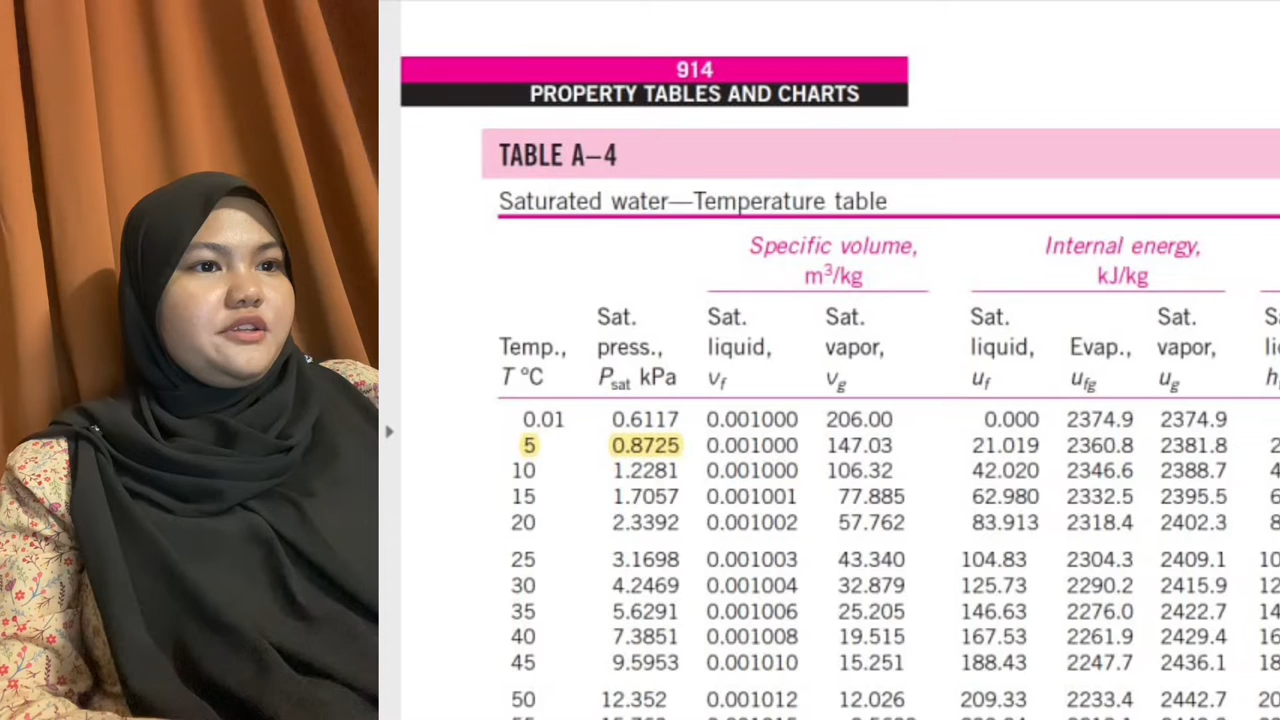 914
PROPERTY TABLES AND CHARTS
TABLE A–4
Saturated water—Temperature table
Specific volume, Internal energy,
m³/kg kJ/kg
Sat. Sat. Sat. Sat. Sat.
Temp., press., liquid, vapor, liquid, Evap., vapor,
T °C Psat kPa vf vg uf ufg ug
0.01 0.6117 0.001000 206.00 0.000 2374.9 2374.9
5 0.8725 0.001000 147.03 21.019 2360.8 2381.8
10 1.2281 0.001000 106.32 42.020 2346.6 2388.7
15 1.7057 0.001001 77.885 62.980 2332.5 2395.5
20 2.3392 0.001002 57.762 83.913 2318.4 2402.3
25 3.1698 0.001003 43.340 104.83 2304.3 2409.1
30 4.2469 0.001004 32.879 125.73 2290.2 2415.9
35 5.6291 0.001006 25.205 146.63 2276.0 2422.7
40 7.3851 0.001008 19.515 167.53 2261.9 2429.4
45 9.5953 0.001010 15.251 188.43 2247.7 2436.1
50 12.352 0.001012 12.026 209.33 2233.4 2442.7